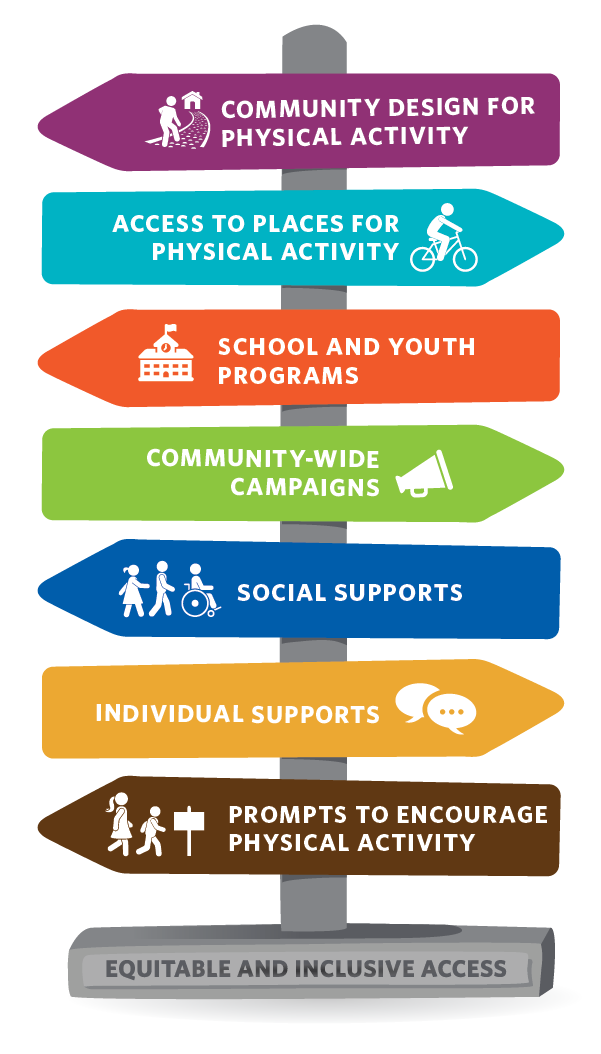 COMMUNITY DESIGN FOR
PHYSICAL ACTIVITY
ACCESS TO PLACES FOR
PHYSICAL ACTIVITY
SCHOOL AND YOUTH
PROGRAMS
COMMUNITY-WIDE
CAMPAIGNS
SOCIAL SUPPORTS
INDIVIDUAL SUPPORTS
PROMPTS TO ENCOURAGE
PHYSICAL ACTIVITY
EQUITABLE AND INCLUSIVE ACCESS